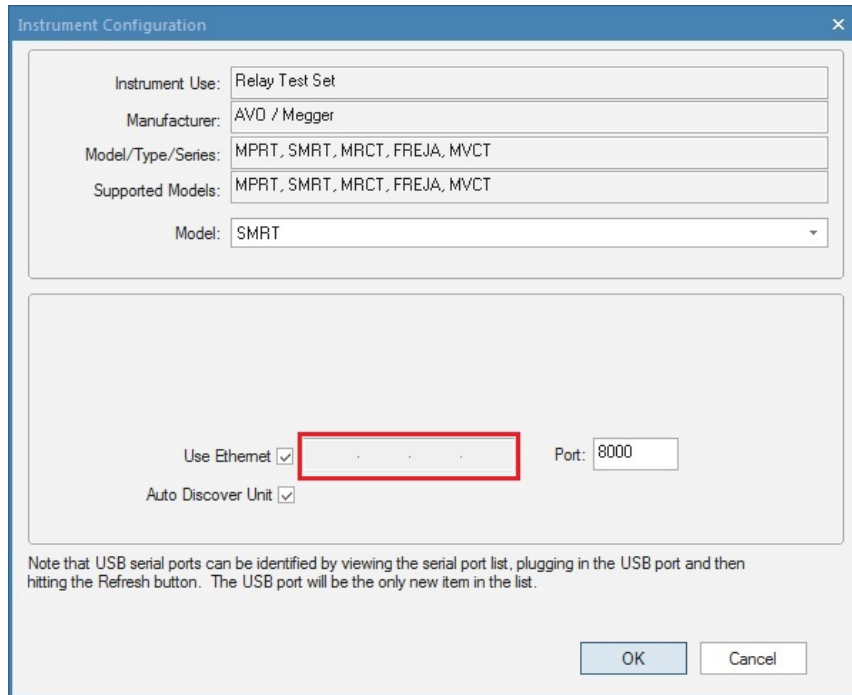 Instrument Configuration
Instrument Use: Relay Test Set
Manufacturer: AVO / Megger
Model/Type/Series: MPRT, SMRT, MRCT, FREJA, MVCT
Supported Models: MPRT, SMRT, MRCT, FREJA, MVCT
Model: SMRT
Use Ethernet . . . Port: 8000
Auto Discover Unit
Note that USB serial ports can be identified by viewing the serial port list, plugging in the USB port and then
hitting the Refresh button. The USB port will be the only new item in the list.
OK Cancel